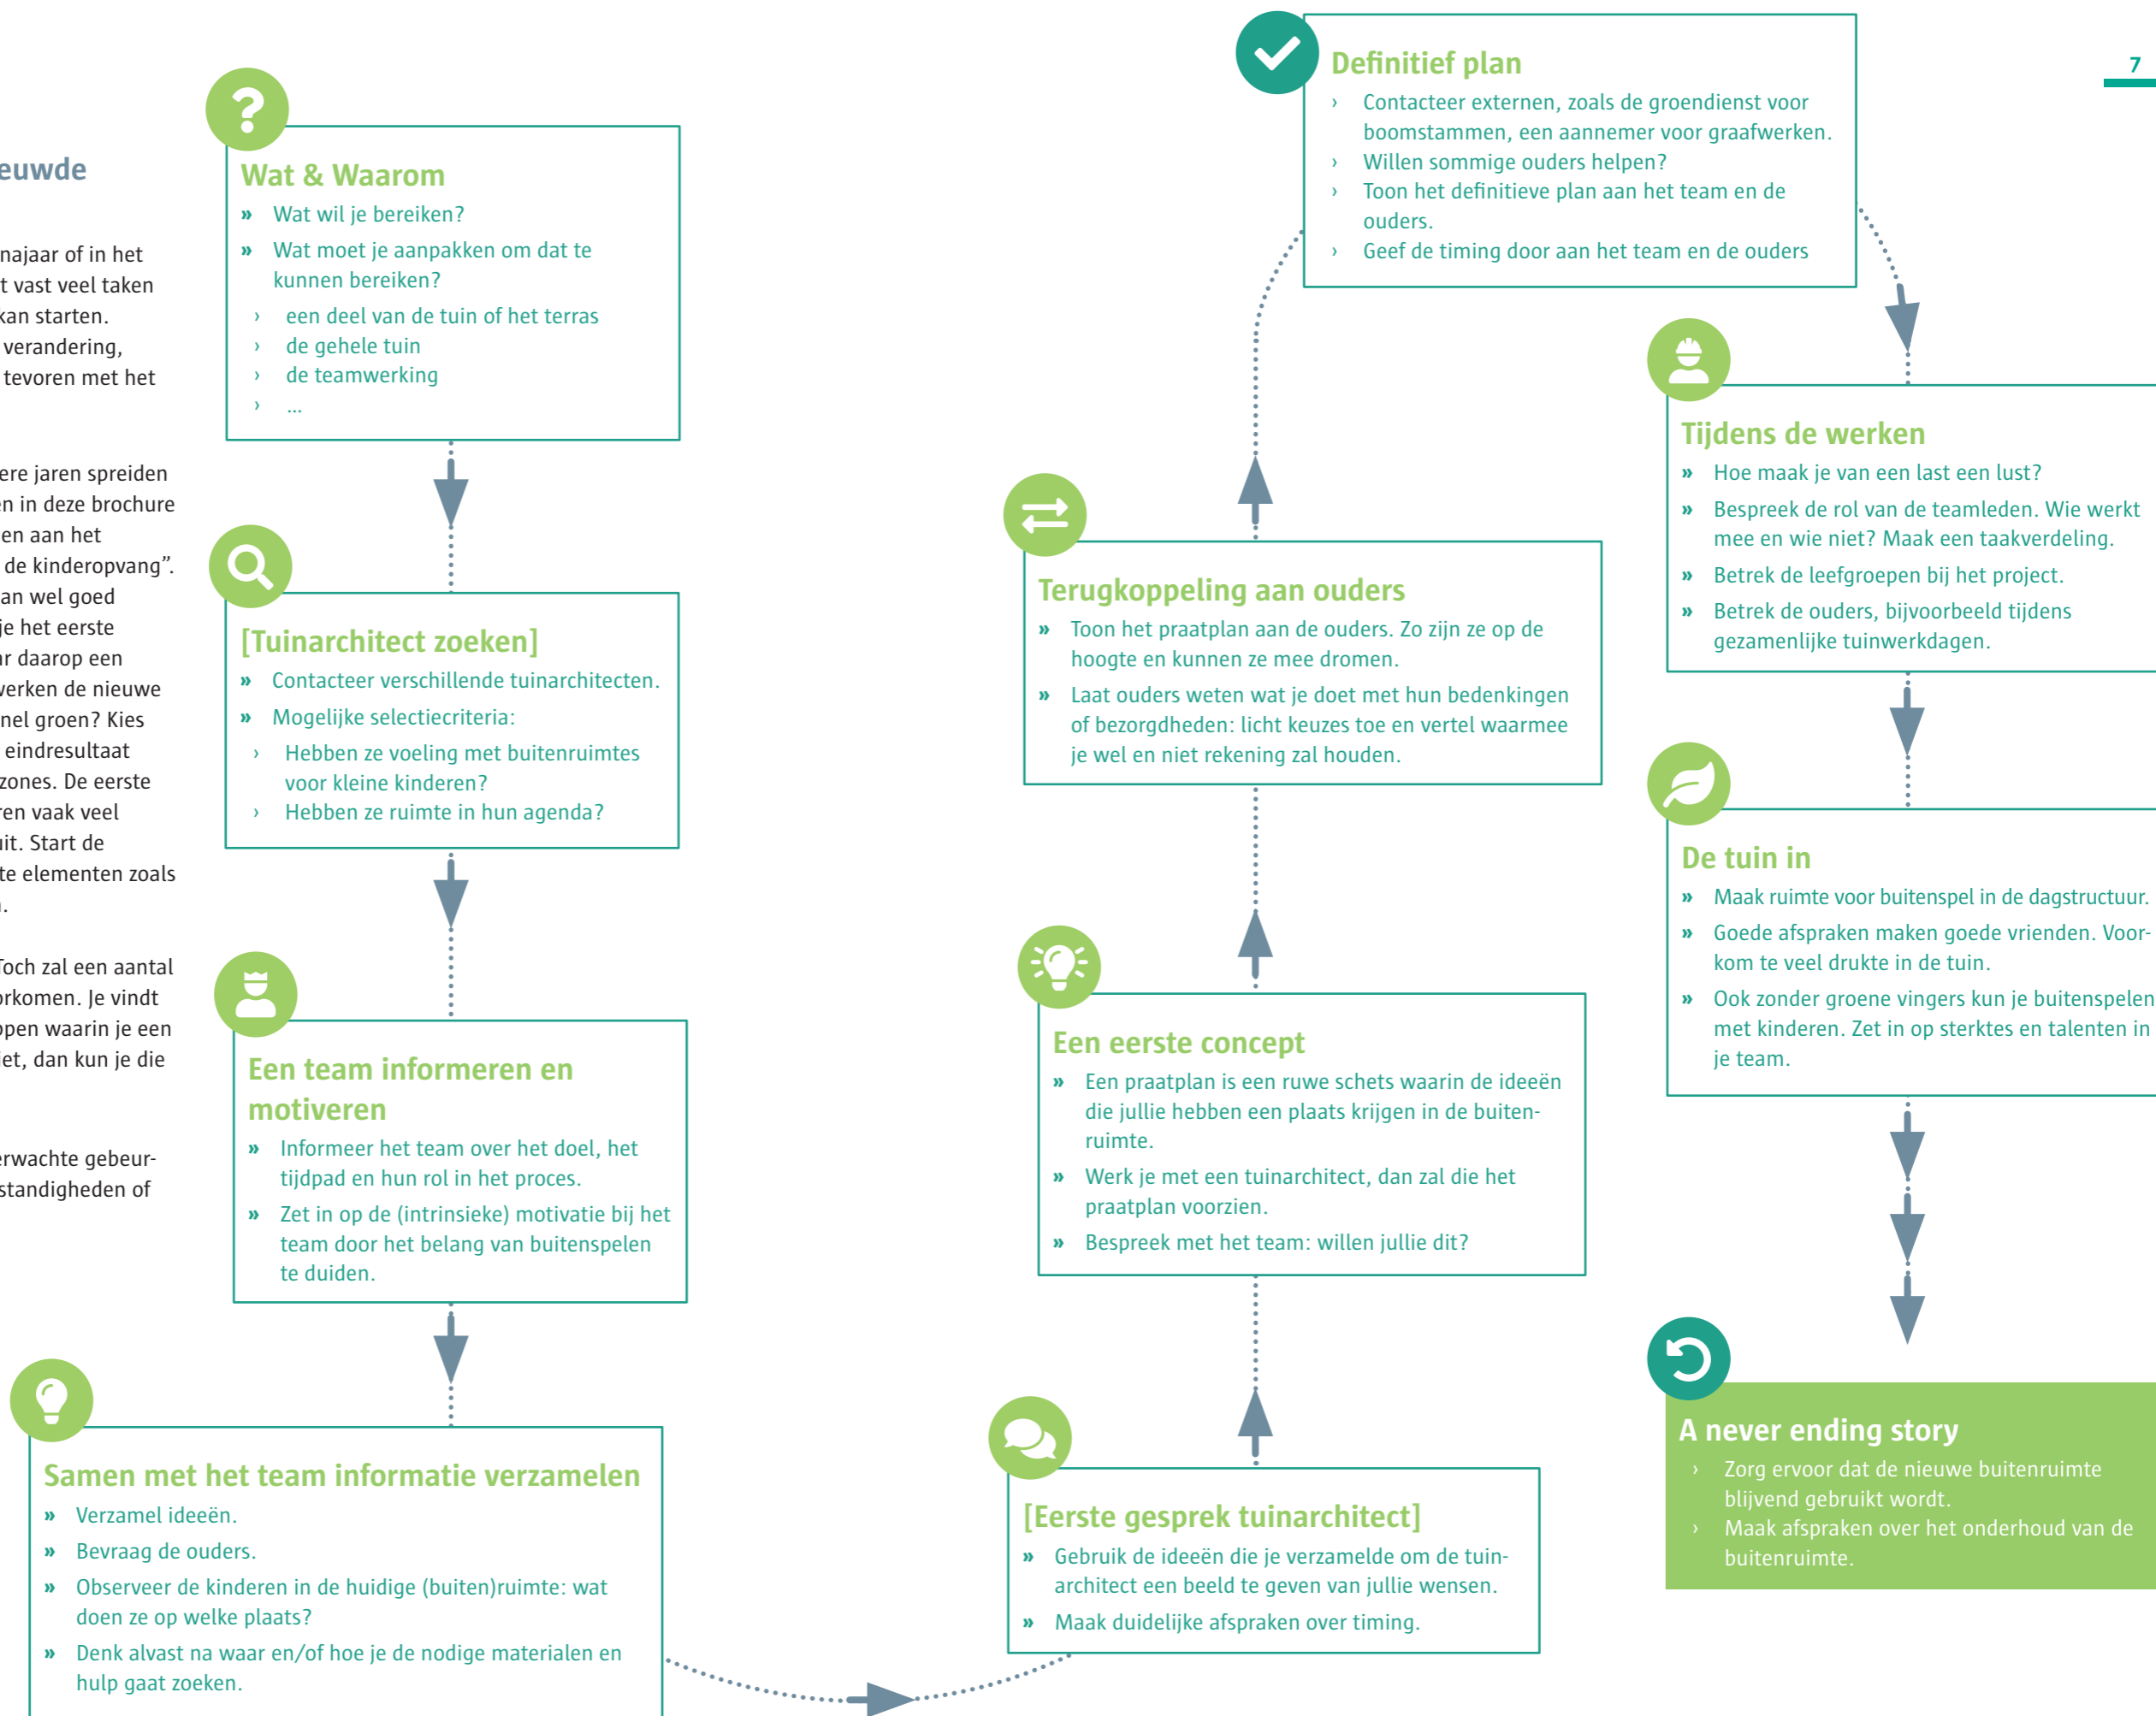 7
euwde
najaar of in het
t vast veel taken
kan starten.
verandering,
tevoren met het
ere jaren spreiden
en in deze brochure
en aan het
de kinderopvang”.
an wel goed
je het eerste
ar daarop een
werken de nieuwe
nel groen? Kies
eindresultaat
zones. De eerste
ren vaak veel
uit. Start de
te elementen zoals
n.
Toch zal een aantal
orkomen. Je vindt
ppen waarin je een
iet, dan kun je die
erwachte gebeur-
standigheden of
Wat & Waarom
» Wat wil je bereiken?
» Wat moet je aanpakken om dat te
kunnen bereiken?
› een deel van de tuin of het terras
› de gehele tuin
› de teamwerking
› ...
[Tuinarchitect zoeken]
» Contacteer verschillende tuinarchitecten.
» Mogelijke selectiecriteria:
› Hebben ze voeling met buitenruimtes
voor kleine kinderen?
› Hebben ze ruimte in hun agenda?
Een team informeren en
motiveren
» Informeer het team over het doel, het
tijdpad en hun rol in het proces.
» Zet in op de (intrinsieke) motivatie bij het
team door het belang van buitenspelen
te duiden.
Samen met het team informatie verzamelen
» Verzamel ideeën.
» Bevraag de ouders.
» Observeer de kinderen in de huidige (buiten)ruimte: wat
doen ze op welke plaats?
» Denk alvast na waar en/of hoe je de nodige materialen en
hulp gaat zoeken.
[Eerste gesprek tuinarchitect]
» Gebruik de ideeën die je verzamelde om de tuin-
architect een beeld te geven van jullie wensen.
» Maak duidelijke afspraken over timing.
Een eerste concept
» Een praatplan is een ruwe schets waarin de ideeën
die jullie hebben een plaats krijgen in de buiten-
ruimte.
» Werk je met een tuinarchitect, dan zal die het
praatplan voorzien.
» Bespreek met het team: willen jullie dit?
Terugkoppeling aan ouders
» Toon het praatplan aan de ouders. Zo zijn ze op de
hoogte en kunnen ze mee dromen.
» Laat ouders weten wat je doet met hun bedenkingen
of bezorgdheden: licht keuzes toe en vertel waarmee
je wel en niet rekening zal houden.
Definitief plan
› Contacteer externen, zoals de groendienst voor
boomstammen, een aannemer voor graafwerken.
› Willen sommige ouders helpen?
› Toon het definitieve plan aan het team en de
ouders.
› Geef de timing door aan het team en de ouders
Tijdens de werken
» Hoe maak je van een last een lust?
» Bespreek de rol van de teamleden. Wie werkt
mee en wie niet? Maak een taakverdeling.
» Betrek de leefgroepen bij het project.
» Betrek de ouders, bijvoorbeeld tijdens
gezamenlijke tuinwerkdagen.
De tuin in
» Maak ruimte voor buitenspel in de dagstructuur.
» Goede afspraken maken goede vrienden. Voor-
kom te veel drukte in de tuin.
» Ook zonder groene vingers kun je buitenspelen
met kinderen. Zet in op sterktes en talenten in
je team.
A never ending story
› Zorg ervoor dat de nieuwe buitenruimte
blijvend gebruikt wordt.
› Maak afspraken over het onderhoud van de
buitenruimte.